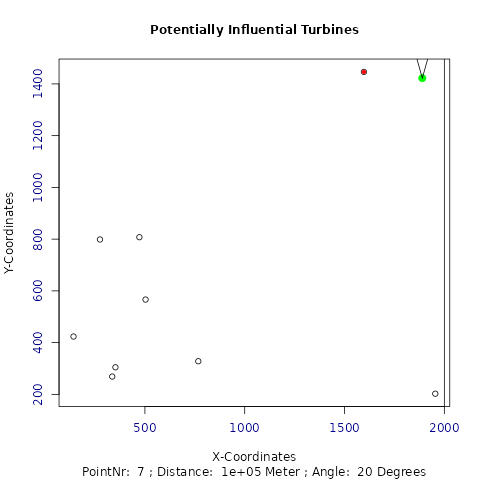 Potentially Influential Turbines
Y-Coordinates
1400
1200
1000
800
600
400
200
500 1000 1500 2000
X-Coordinates
PointNr: 7 ; Distance: 1e+05 Meter ; Angle: 20 Degrees